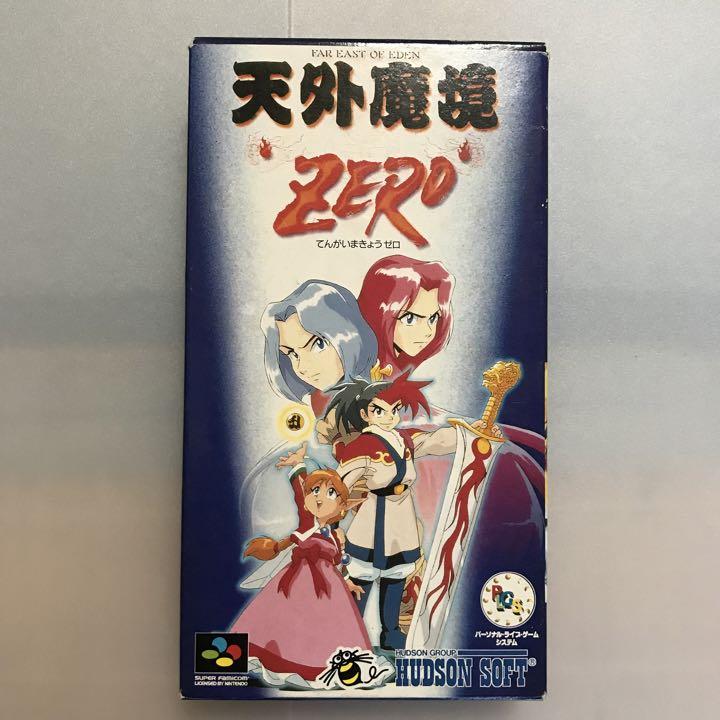 FAR EAST OF EDEN
天外魔境
ZERO
てんがいまきょうゼロ
PLGS
パーソナル・ライブ・ゲーム
システム
HUDSON GROUP
HUDSON SOFT®
SUPER FAMICOM
LICENSED BY NINTENDO